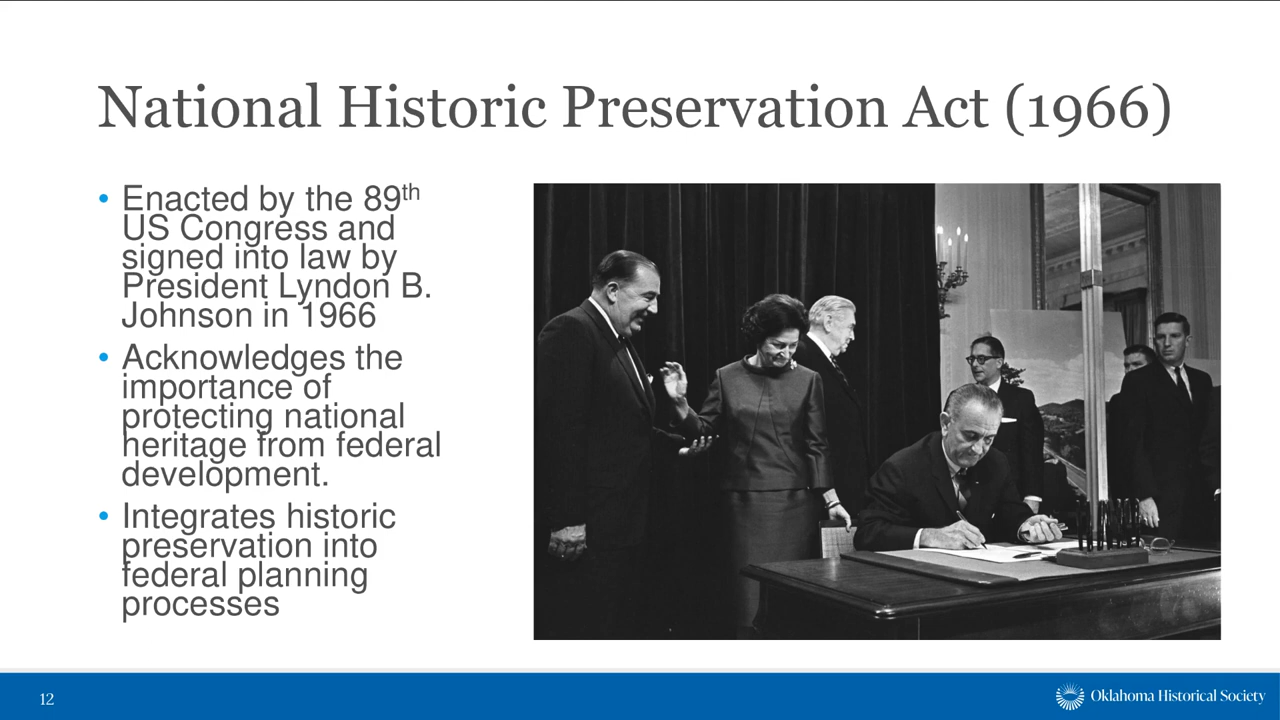 National Historic Preservation Act (1966)
• Enacted by the 89th
US Congress and
signed into law by
President Lyndon B.
Johnson in 1966
• Acknowledges the
importance of
protecting national
heritage from federal
development.
• Integrates historic
preservation into
federal planning
processes
12
Oklahoma Historical Society